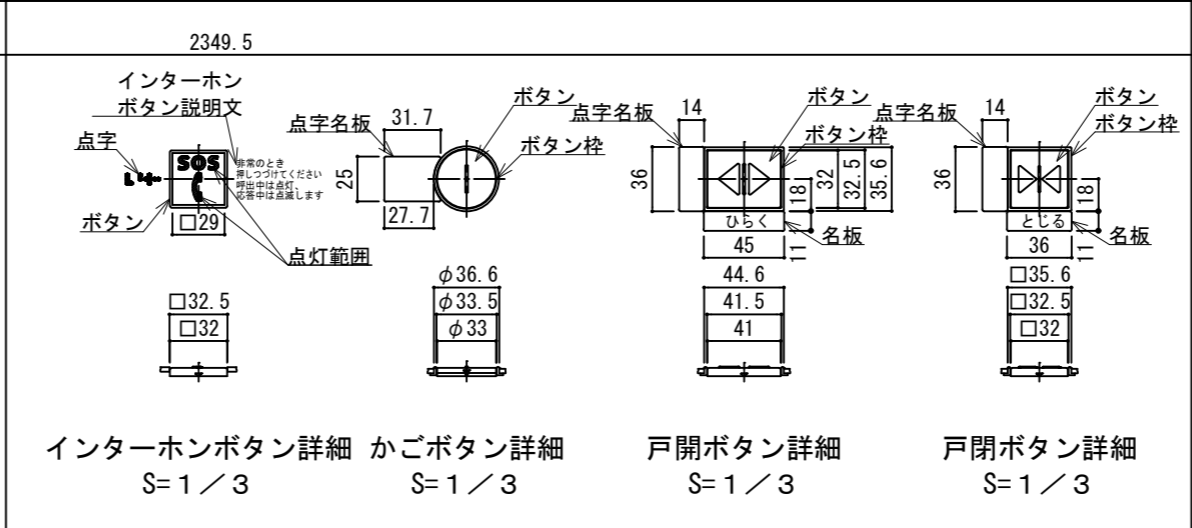 2349.5
インターホン
ボタン説明文
点字
SOS
非常のとき
押しつづけてください
呼出中は点灯、
応答中は点滅します
ボタン
□29
点灯範囲
□32.5
□32
インターホンボタン詳細
S=1／3
点字名板
31.7
ボタン
ボタン枠
25
27.7
φ36.6
φ33.5
φ33
かごボタン詳細
S=1／3
点字名板
14
ボタン
ボタン枠
36
18
32
32.5
35.6
ひらく
名板
45
11
44.6
41.5
41
戸開ボタン詳細
S=1／3
点字名板
14
ボタン
ボタン枠
36
18
とじる
名板
36
11
□35.6
□32.5
□32
戸閉ボタン詳細
S=1／3